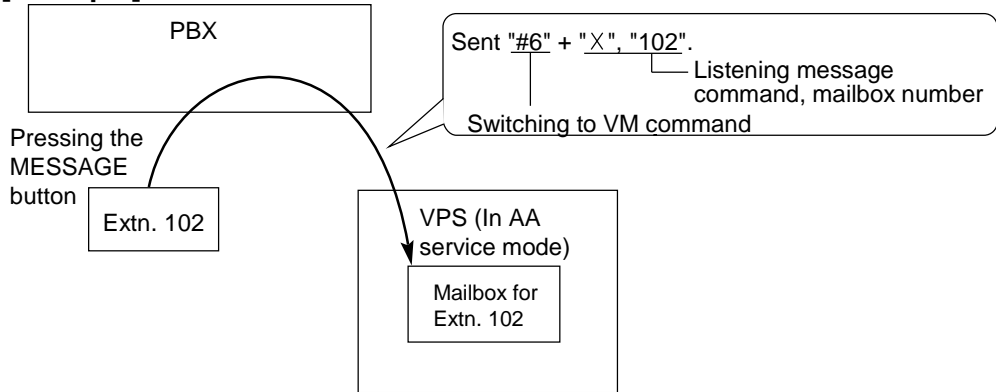 PBX
Sent "#6" + "X", "102".
Listening message
command, mailbox number
Switching to VM command
Pressing the
MESSAGE
button
Extn. 102
VPS (In AA
service mode)
Mailbox for
Extn. 102